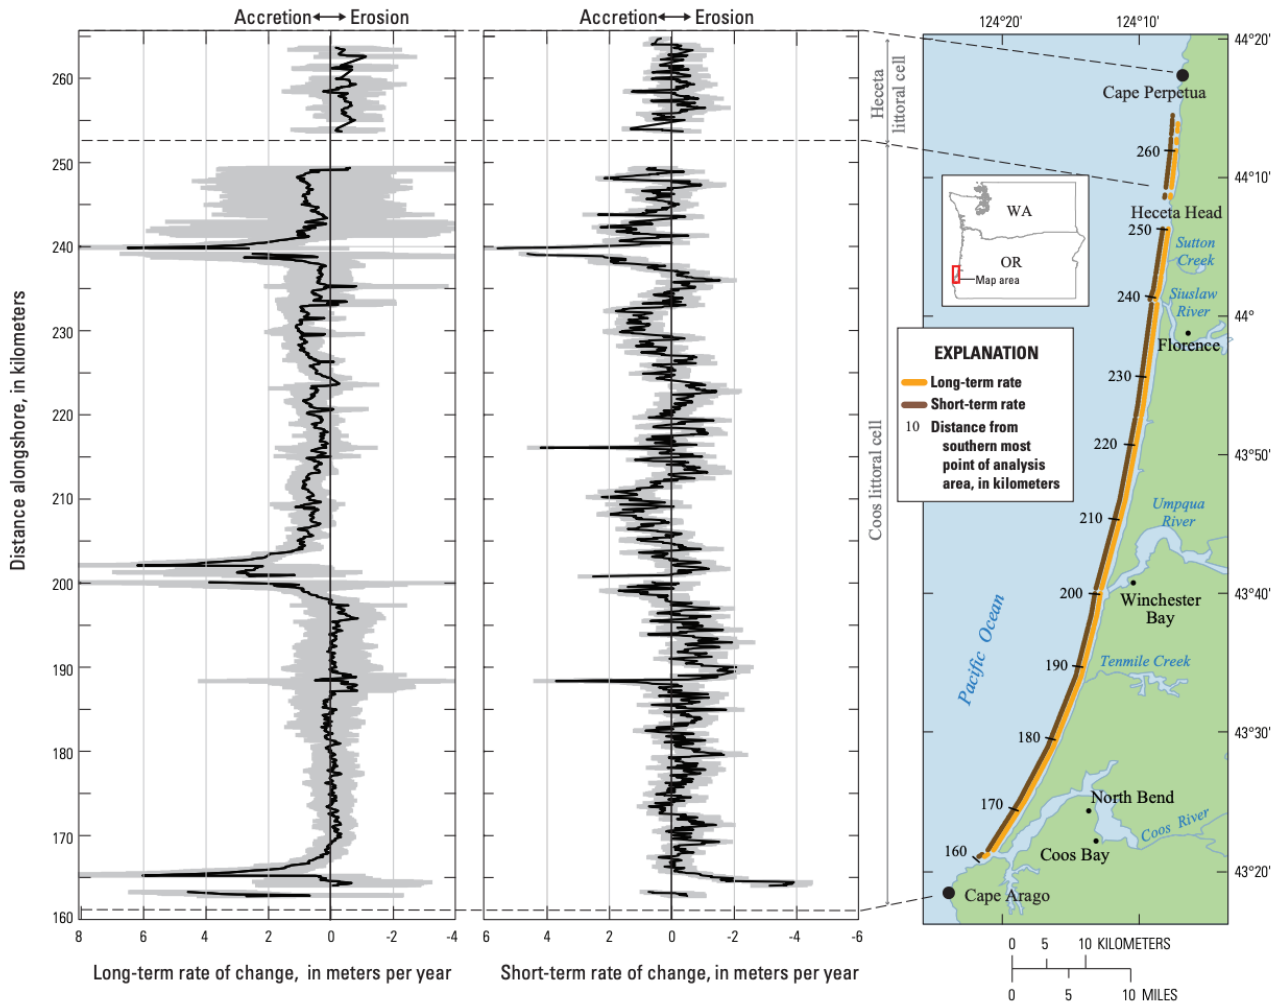 Accretion Erosion
Accretion Erosion
124°20'
124°10'
44°20'
44°10'
44°
43°50'
43°40'
43°30'
43°20'
Distance alongshore, in kilometers
260
250
240
230
220
210
200
190
180
170
160
8 6 4 2 0 -2 -4
Long-term rate of change, in meters per year
6 4 2 0 -2 -4 -6
Short-term rate of change, in meters per year
Heceta
littoral cell
Coos littoral cell
Cape Perpetua
260
Heceta Head
250
Sutton
Creek
240
Siuslaw
River
Florence
230
220
210
Umpqua
River
200
Winchester
Bay
190
Tenmile Creek
Pacific Ocean
180
170
North Bend
Coos River
Coos Bay
160
Cape Arago
WA
OR
Map area
EXPLANATION
Long-term rate
Short-term rate
10 Distance from
southern most
point of analysis
area, in kilometers
0 5 10 KILOMETERS
0 5 10 MILES